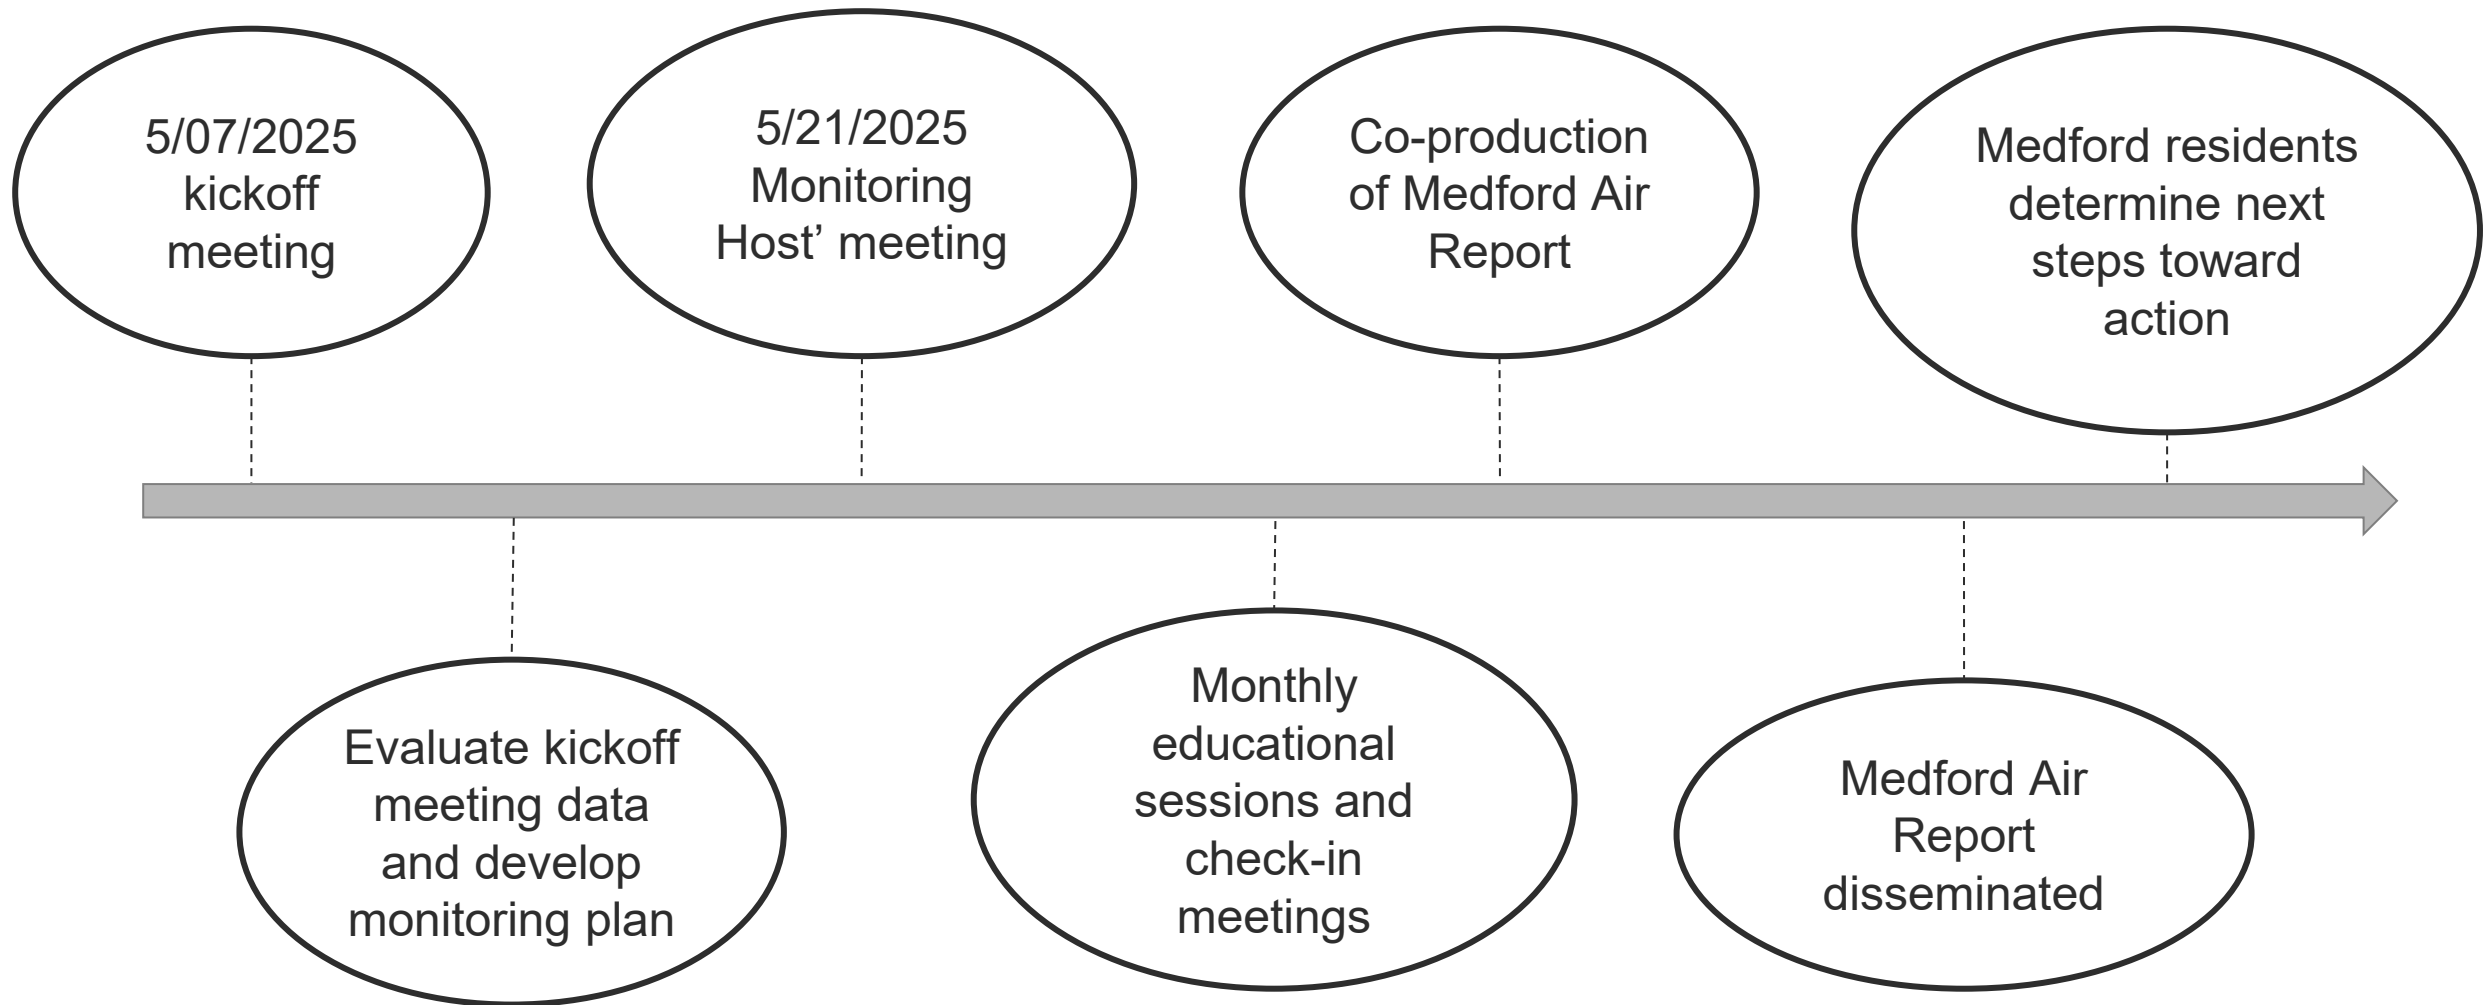 5/07/2025
kickoff
meeting
5/21/2025
Monitoring
Host’ meeting
Co-production
of Medford Air
Report
Medford residents
determine next
steps toward
action
Evaluate kickoff
meeting data
and develop
monitoring plan
Monthly
educational
sessions and
check-in
meetings
Medford Air
Report
disseminated